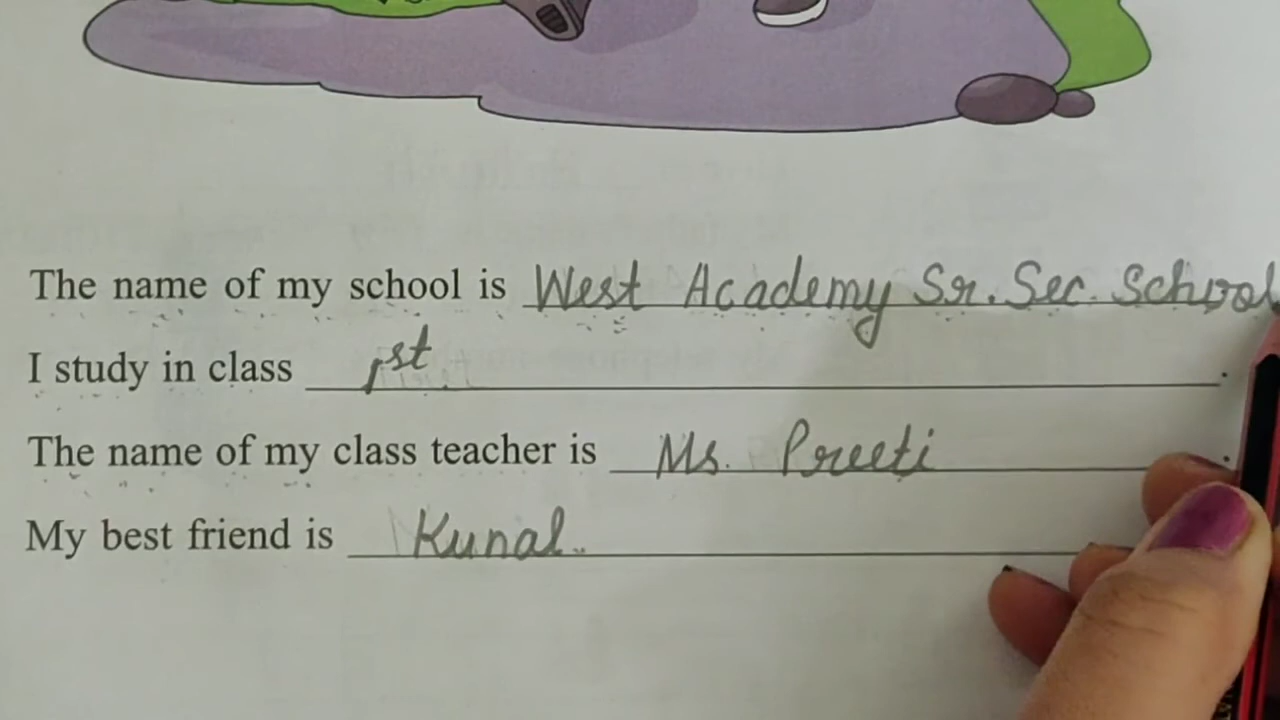 The name of my school is West Academy Sr. Sec. School
I study in class 1st.
The name of my class teacher is Ms. Preeti.
My best friend is Kunal.